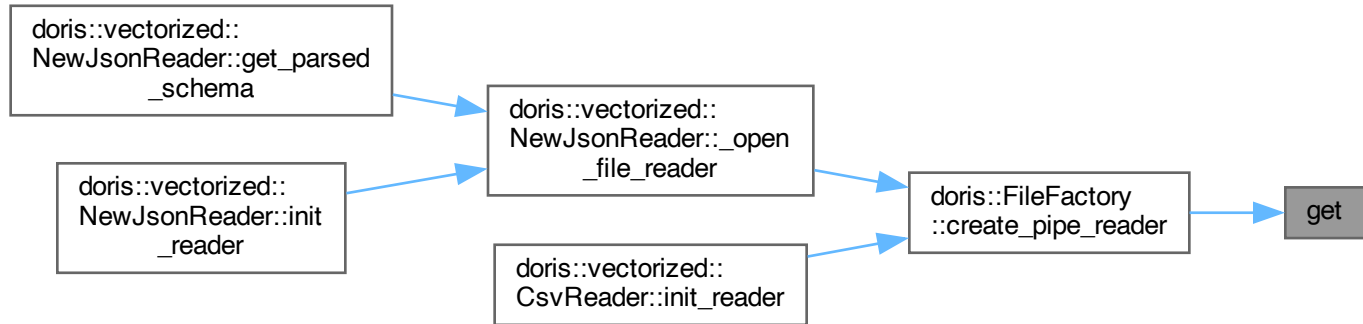 doris::vectorized::
NewJsonReader::get_parsed
_schema
doris::vectorized::
NewJsonReader::init
_reader
doris::vectorized::
NewJsonReader::_open
_file_reader
doris::vectorized::
CsvReader::init_reader
doris::FileFactory
::create_pipe_reader
get